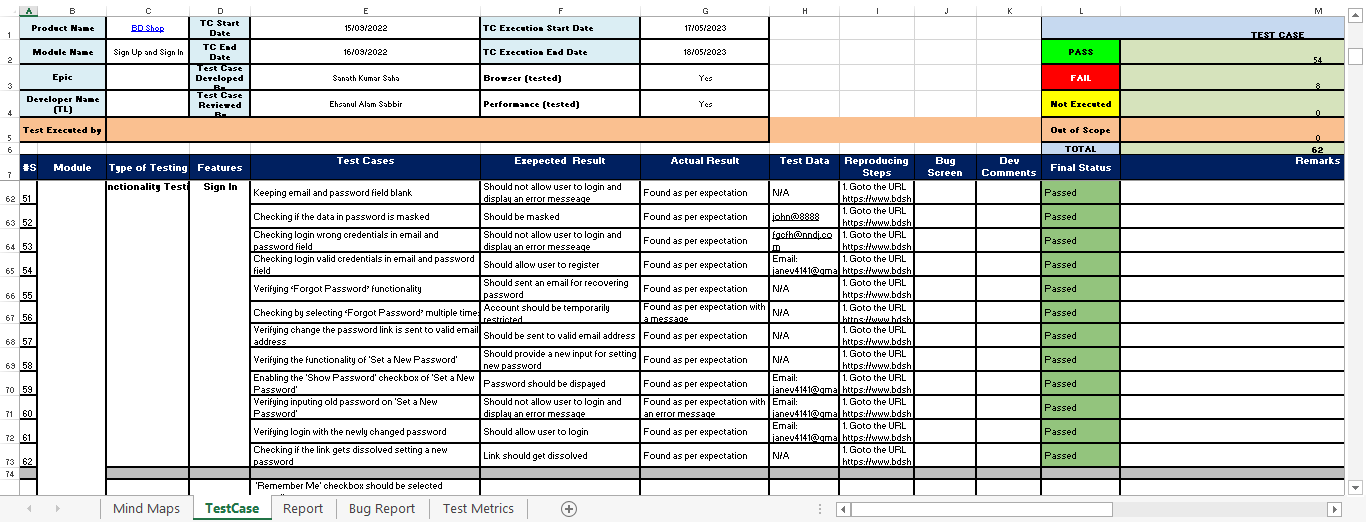 A B C D E F G H I J K L M
1 Product Name BD Shop TC Start Date 15/09/2022 TC Execution Start Date 17/05/2023 TEST CASE
2 Module Name Sign Up and Sign In TC End Date 16/09/2022 TC Execution End Date 18/05/2023 PASS 54
3 Epic Test Case Developed By Sanath Kumar Saha Browser (tested) Yes FAIL 8
4 Developer Name (TL) Test Case Reviewed By Ehsanul Alam Sabbir Performance (tested) Yes Not Executed 0
5 Test Executed by Out of Scope 0
6 TOTAL 62
7 #S Module Type of Testing Features Test Cases Exepected Result Actual Result Test Data Reproducing Steps Bug Screen Dev Comments Final Status Remarks
62 51 nctionality Testi Sign In Keeping email and password field blank Should not allow user to login and display an error meseage Found as per expectation N/A 1. Goto the URL https://www.bdsh Passed
63 52 Checking if the data in password is masked Should be masked Found as per expectation john@8888 1. Goto the URL https://www.bdsh Passed
64 53 Checking login wrong credentials in email and password field Should not allow user to login and display an error meseage Found as per expectation fgcfh@nndj.com 1. Goto the URL https://www.bdsh Passed
65 54 Checking login valid credentials in email and password field Should allow user to register Found as per expectation Email: janev4141@gma 1. Goto the URL https://www.bdsh Passed
66 55 Verifying ‘Forgot Password’ functionality Should sent an email for recovering password Found as per expectation N/A 1. Goto the URL https://www.bdsh Passed
67 56 Checking by selecting ‘Forgot Password’ multiple time: Account should be temporarily restricted Found as per expectation with a message N/A 1. Goto the URL https://www.bdsh Passed
68 57 Verifying change the password link is sent to valid email address Should be sent to valid email address Found as per expectation N/A 1. Goto the URL https://www.bdsh Passed
69 58 Verifying the functionality of 'Set a New Password' Should provide a new input for setting new password Found as per expectation N/A 1. Goto the URL https://www.bdsh Passed
70 59 Enabling the 'Show Password' checkbox of 'Set a New Password' Password should be dispayed Found as per expectation Email: janev4141@gma 1. Goto the URL https://www.bdsh Passed
71 60 Verifying inputing old password on 'Set a New Password' Should not allow user to login and display an error message Found as per expectation with an error message Email: janev4141@gma 1. Goto the URL https://www.bdsh Passed
72 61 Verifying login with the newly changed password Should allow user to login Found as per expectation Email: janev4141@gma 1. Goto the URL https://www.bdsh Passed
73 62 Checking if the link gets dissolved setting a new password Link should get dissolved Found as per expectation N/A 1. Goto the URL https://www.bdsh Passed
74
'Remember Me' checkbox should be selected
Mind Maps TestCase Report Bug Report Test Metrics